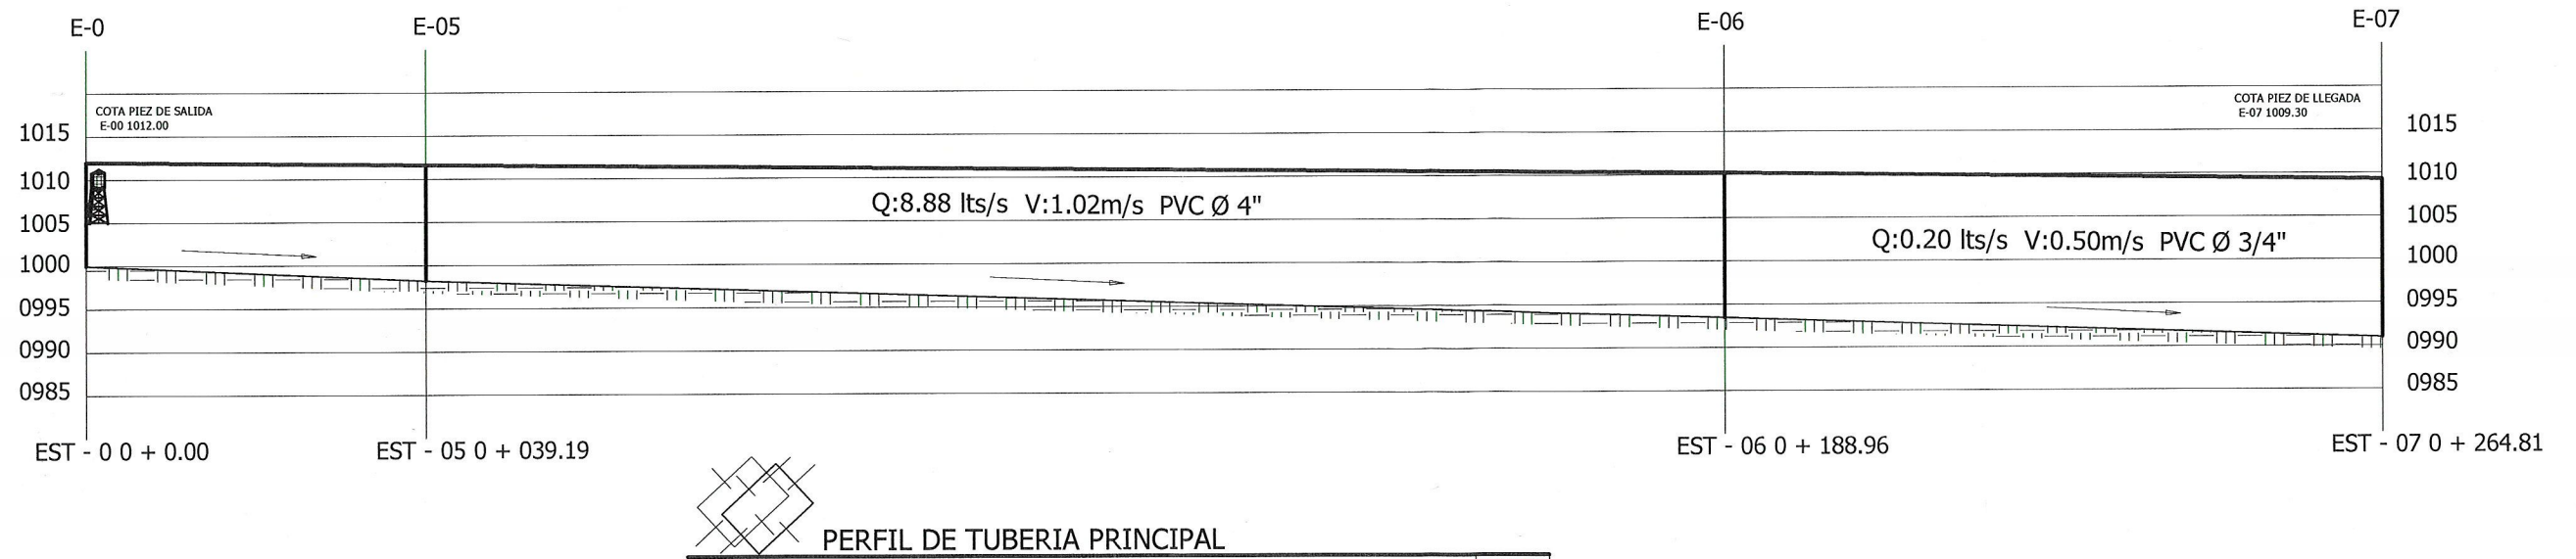 E-0
E-05
E-06
E-07
COTA PIEZ DE SALIDA
E-00 1012.00
COTA PIEZ DE LLEGADA
E-07 1009.30
1015
1010
1005
1000
0995
0990
0985
Q:8.88 lts/s V:1.02m/s PVC Ø 4"
Q:0.20 lts/s V:0.50m/s PVC Ø 3/4"
1015
1010
1005
1000
0995
0990
0985
EST - 0 0 + 0.00
EST - 05 0 + 039.19
EST - 06 0 + 188.96
EST - 07 0 + 264.81
PERFIL DE TUBERIA PRINCIPAL